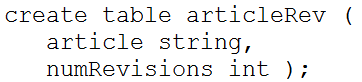 create table articleRev (
article string,
numRevisions int );